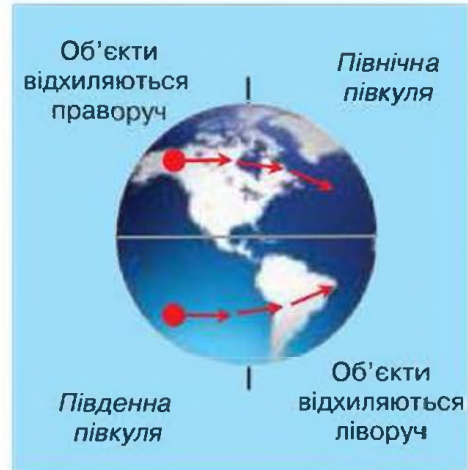 Об'єкти
відхиляються
праворуч
Північна
півкуля
Південна
півкуля
Об'єкти
відхиляються
ліворуч